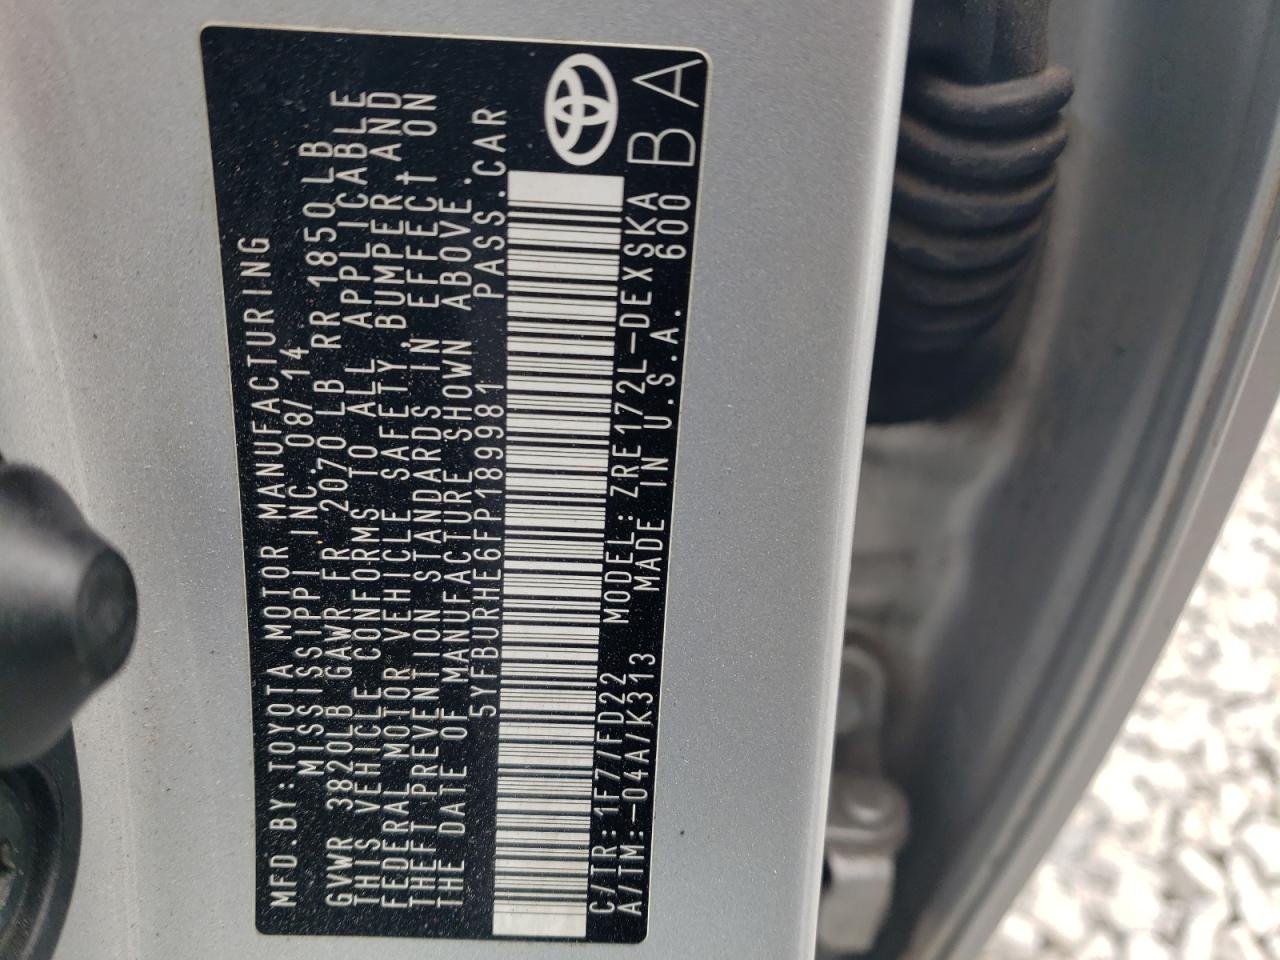 MFD.BY:TOYOTA MOTOR MANUFACTURING
MISSISSIPPI INC. 08/14
GVWR 3820LB GAWR FR 2070LB RR 1850LB
THIS VEHICLE CONFORMS TO ALL APPLICABLE
FEDERAL MOTOR VEHICLE SAFETY,BUMPER,AND
THEFT PREVENTION STANDARDS IN EFFECT ON
THE DATE OF MANUFACTURE SHOWN ABOVE.
5YFBURHE6FP189981 PASS.CAR
C/TR:1F7/FD22 MODEL:ZRE172L-DEXSKA
A/TM:-04A/K313 MADE IN U.S.A. 600
BA